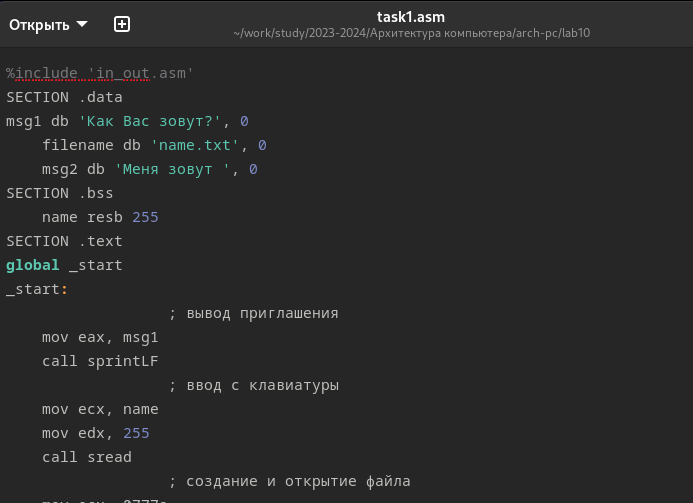 Открыть
task1.asm
~/work/study/2023-2024/Архитектура компьютера/arch-pc/lab10
%include 'in_out.asm'
SECTION .data
msg1 db 'Как Вас зовут?', 0
filename db 'name.txt', 0
msg2 db 'Меня зовут ', 0
SECTION .bss
name resb 255
SECTION .text
global _start
_start:
; вывод приглашения
mov eax, msg1
call sprintLF
; ввод с клавиатуры
mov ecx, name
mov edx, 255
call sread
; создание и открытие файла